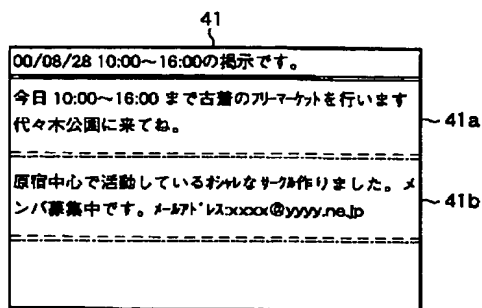 41
00/08/28 10:00～16:00の掲示です。
今日 10:00～16:00 まで古着のﾌﾘｰﾏｰｹｯﾄを行います
代々木公園に来てね。
41a
原宿中心で活動しているｵｼｬﾚなｻｰｸﾙ作りました。メ
ンバ募集中です。ﾒｰﾙｱﾄﾞﾚｽ:xxxx@yyyy.ne.jp
41b